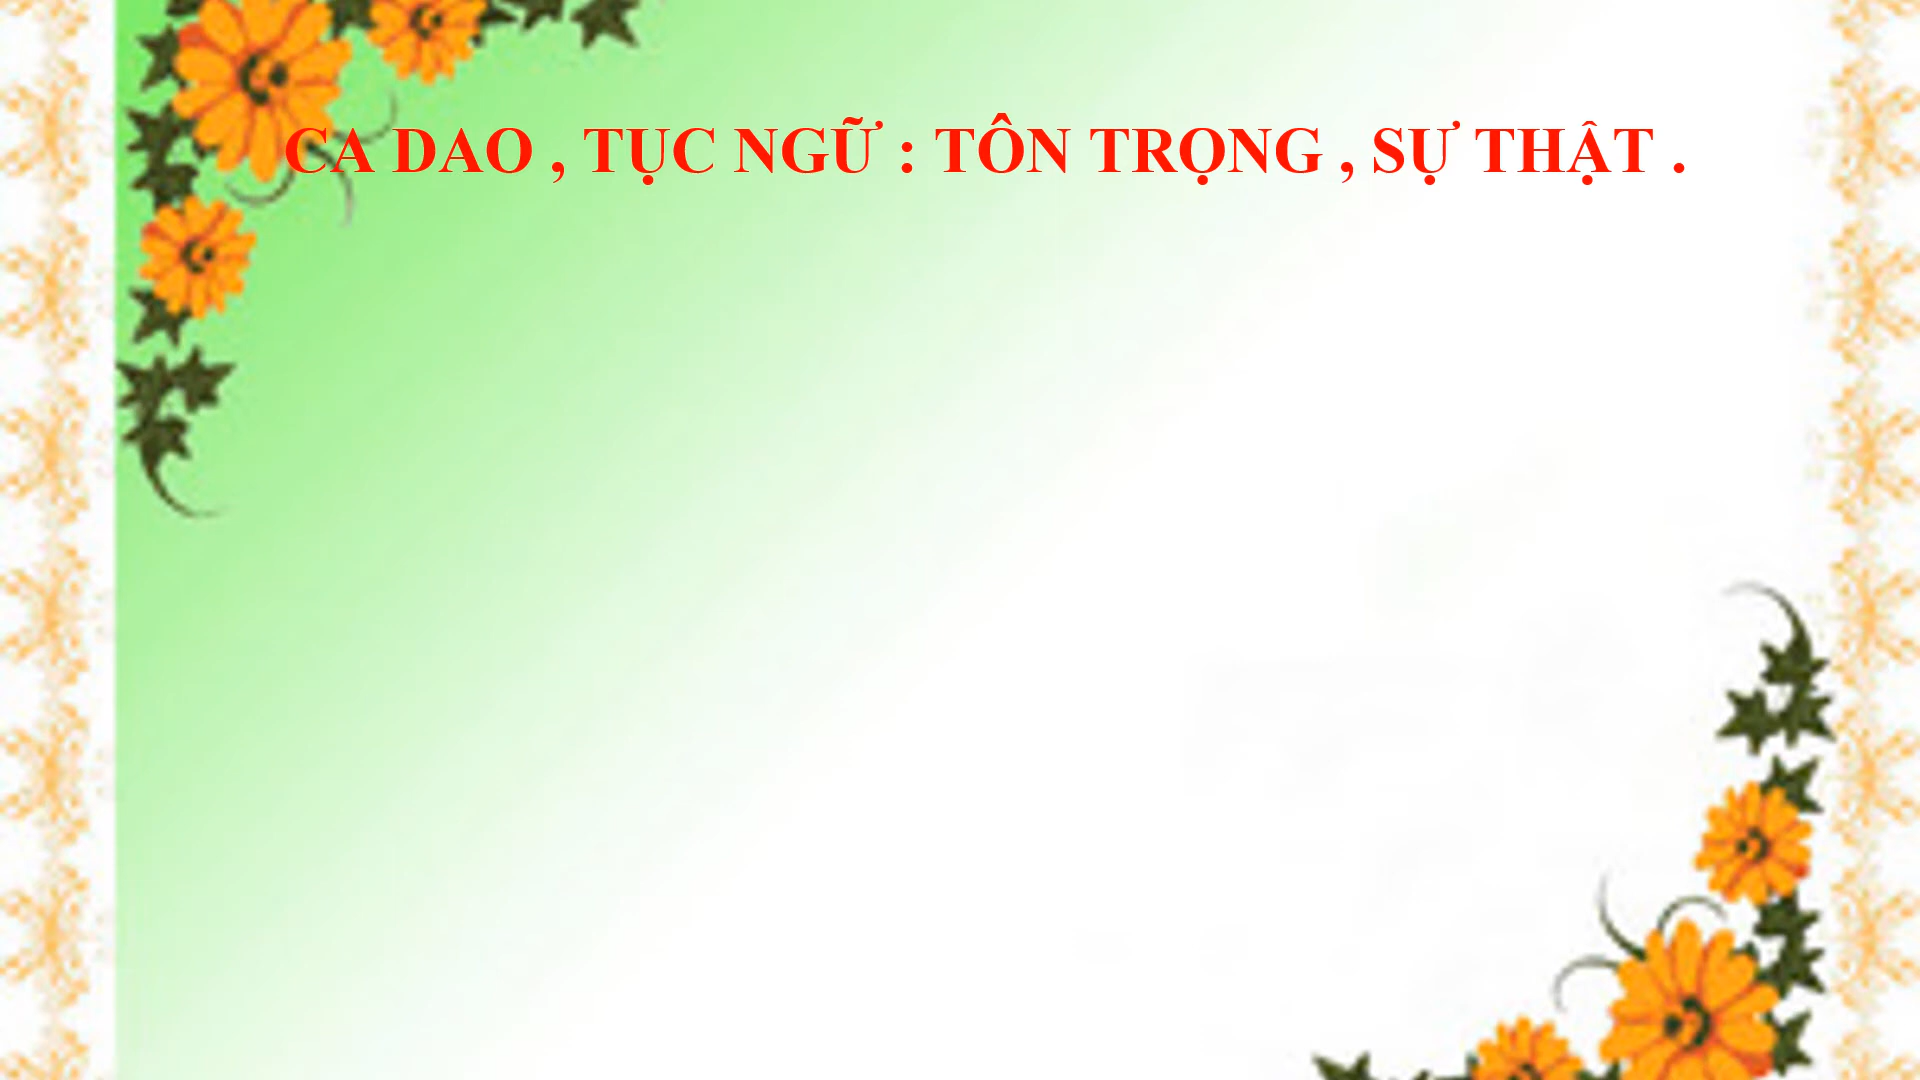 CA DAO , TỤC NGỮ : TÔN TRỌNG , SỰ THẬT .